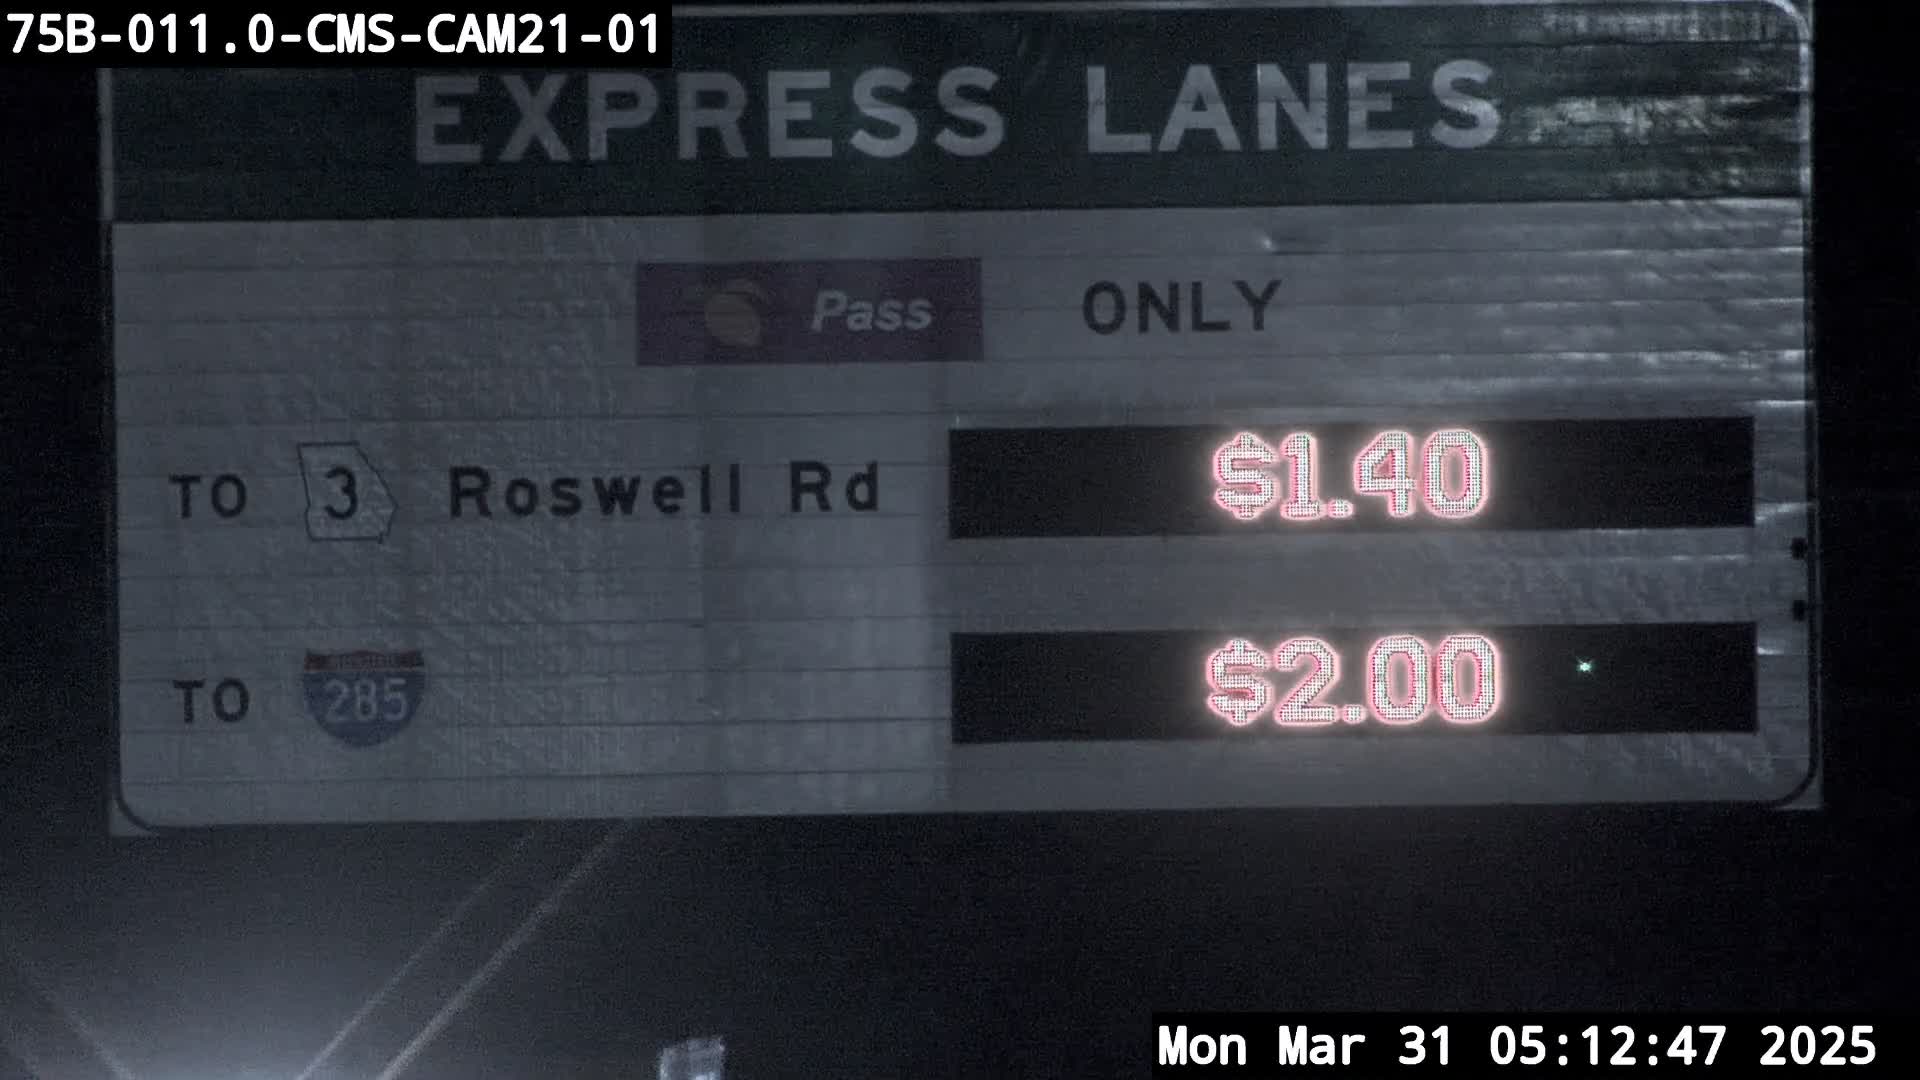 75B-011.0-CMS-CAM21-01
EXPRESS LANES
Pass ONLY
TO 3 Roswell Rd $1.40
TO 285 $2.00
Mon Mar 31 05:12:47 2025